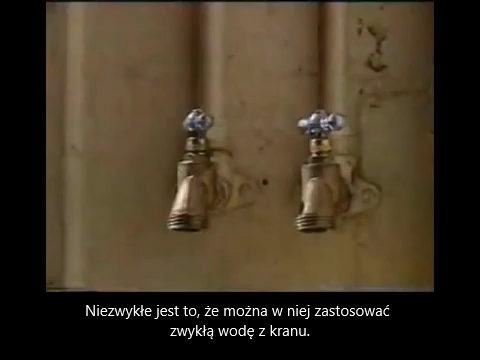 Niezwykłe jest to, że można w niej zastosować
zwykłą wodę z kranu.